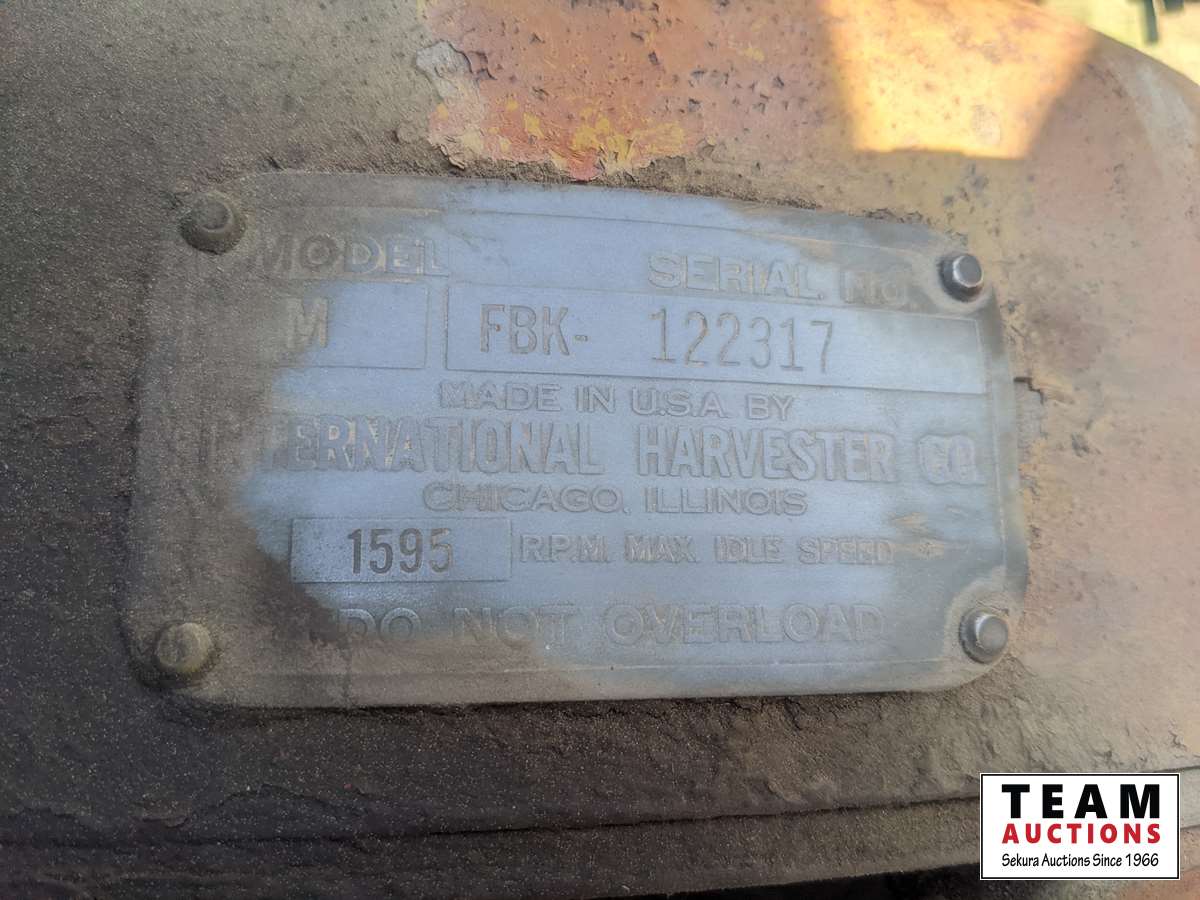 MODEL SERIAL NO.
M FBK- 122317
MADE IN U.S.A. BY
INTERNATIONAL HARVESTER CO.
CHICAGO, ILLINOIS
1595 R.P.M. MAX. IDLE SPEED
DO NOT OVERLOAD
TEAM
AUCTIONS
Sekura Auctions Since 1966